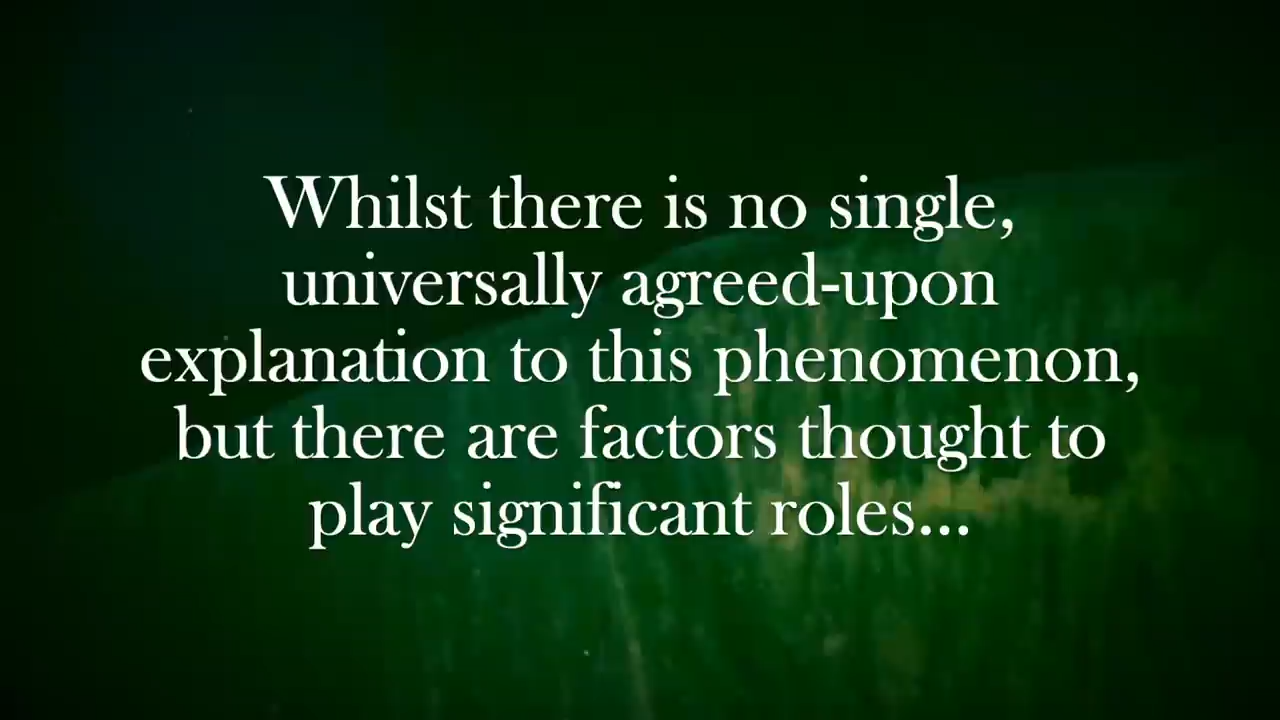 Whilst there is no single,
universally agreed-upon
explanation to this phenomenon,
but there are factors thought to
play significant roles...